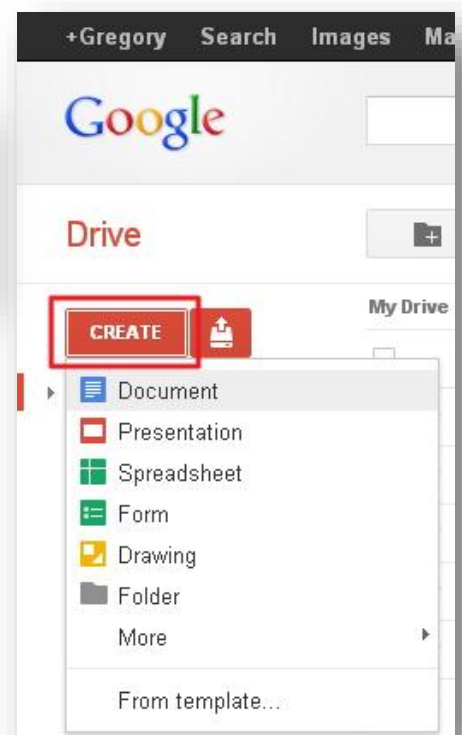 +Gregory Search Images Ma
Google
Drive
CREATE
My Drive
Document
Presentation
Spreadsheet
Form
Drawing
Folder
More
From template...